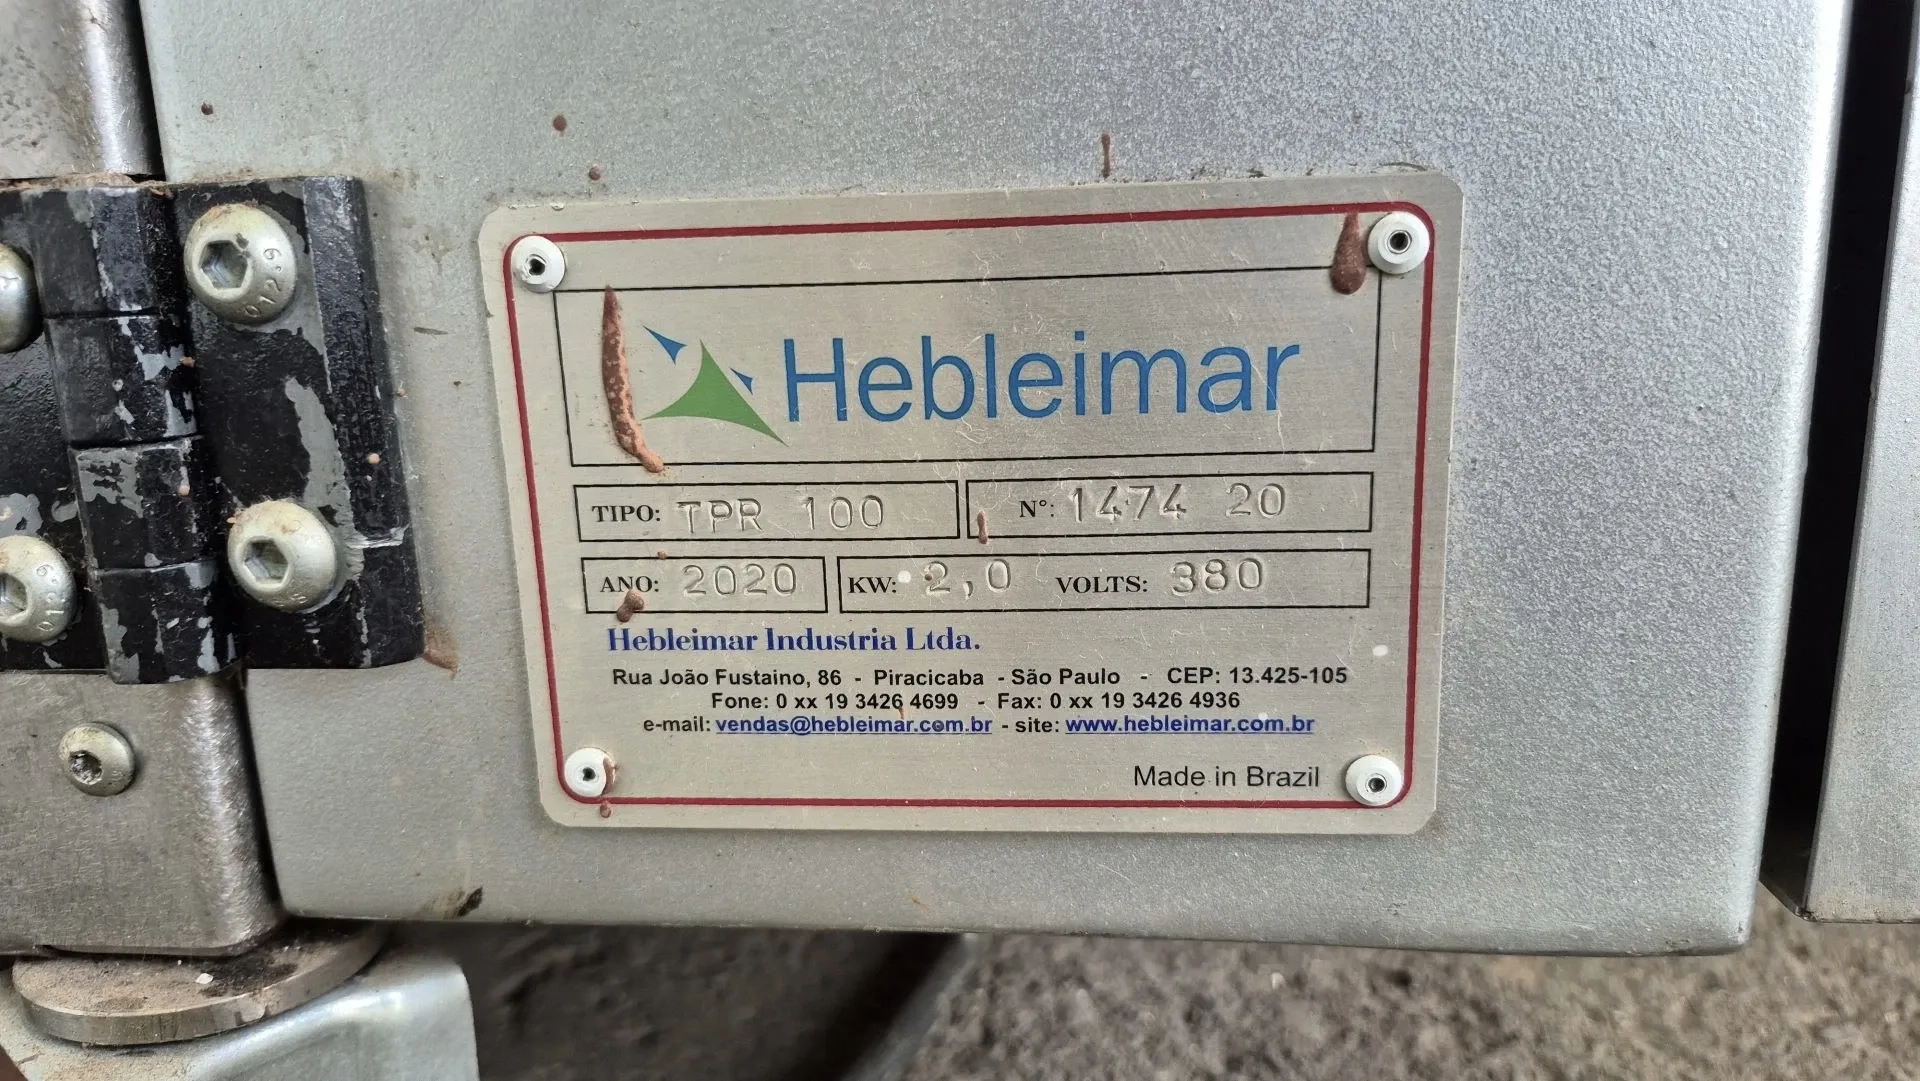 Hebleimar
TIPO: TPR 100 N°: 1474 20
ANO: 2020 KW: 2,0 VOLTS: 380
Hebleimar Industria Ltda.
Rua João Fustaino, 86 - Piracicaba - São Paulo - CEP: 13.425-105
Fone: 0 xx 19 3426 4699 - Fax: 0 xx 19 3426 4936
e-mail: vendas@hebleimar.com.br - site: www.hebleimar.com.br
Made in Brazil